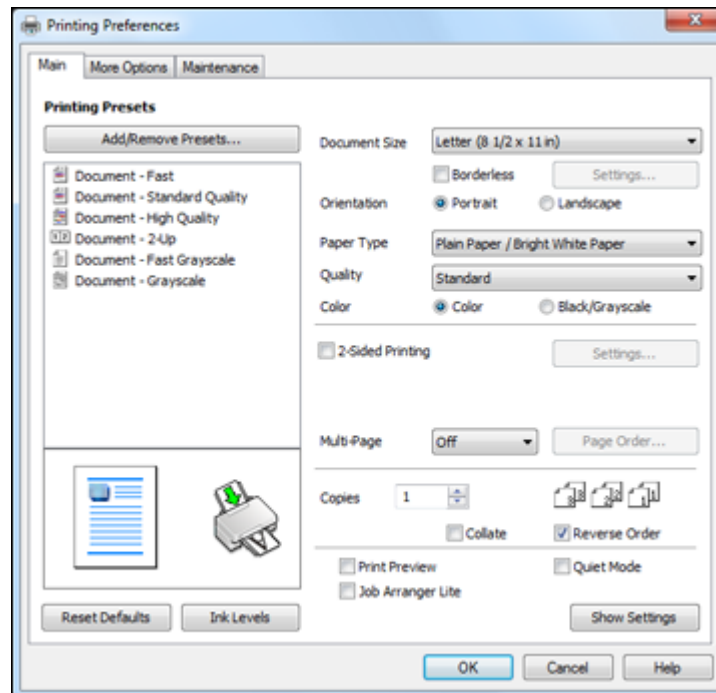 Printing Preferences
Main More Options Maintenance
Printing Presets
Add/Remove Presets...
Document - Fast
Document - Standard Quality
Document - High Quality
Document - 2-Up
Document - Fast Grayscale
Document - Grayscale
Reset Defaults Ink Levels
Document Size Letter (8 1/2 x 11 in)
Borderless Settings...
Orientation Portrait Landscape
Paper Type Plain Paper / Bright White Paper
Quality Standard
Color Color Black/Grayscale
2-Sided Printing Settings...
Multi-Page Off Page Order...
Copies 1
Collate Reverse Order
Print Preview Quiet Mode
Job Arranger Lite
Show Settings
OK Cancel Help